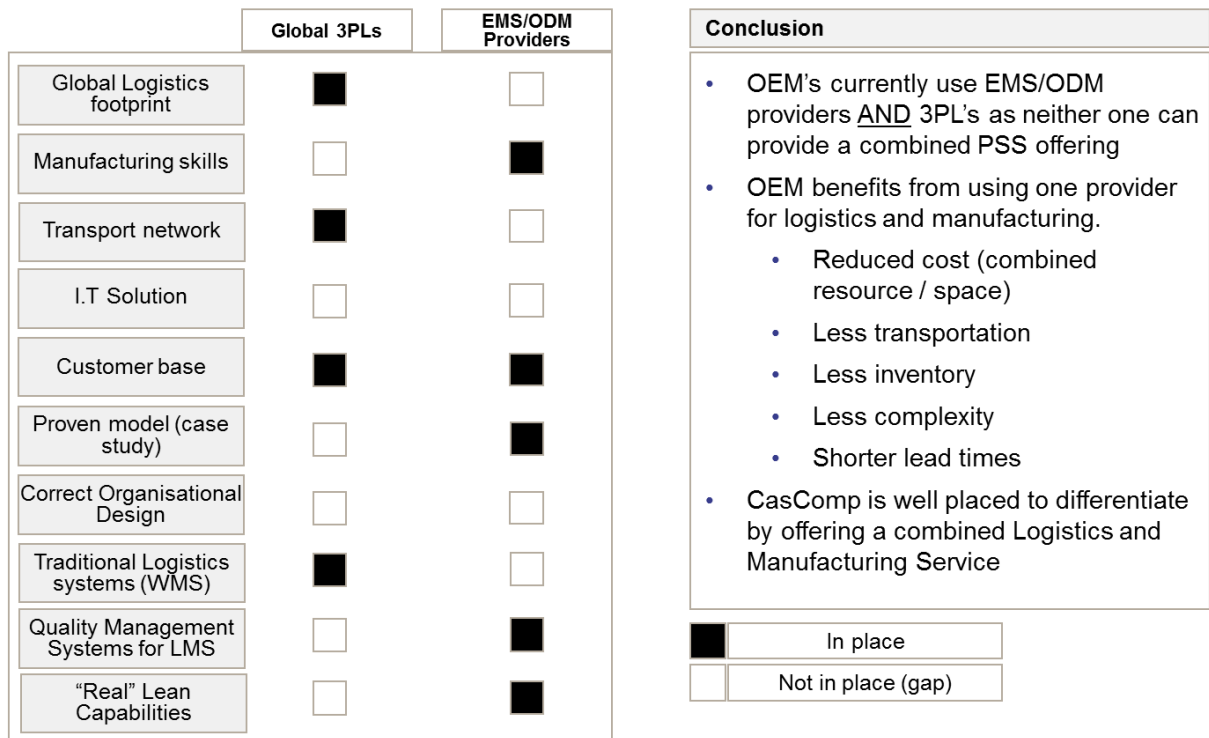 Global 3PLs
EMS/ODM
Providers
Global Logistics
footprint
Manufacturing skills
Transport network
I.T Solution
Customer base
Proven model (case
study)
Correct Organisational
Design
Traditional Logistics
systems (WMS)
Quality Management
Systems for LMS
“Real” Lean
Capabilities
Conclusion
• OEM's currently use EMS/ODM
providers AND 3PL's as neither one can
provide a combined PSS offering
• OEM benefits from using one provider
for logistics and manufacturing.
• Reduced cost (combined
resource / space)
• Less transportation
• Less inventory
• Less complexity
• Shorter lead times
• CasComp is well placed to differentiate
by offering a combined Logistics and
Manufacturing Service
In place
Not in place (gap)